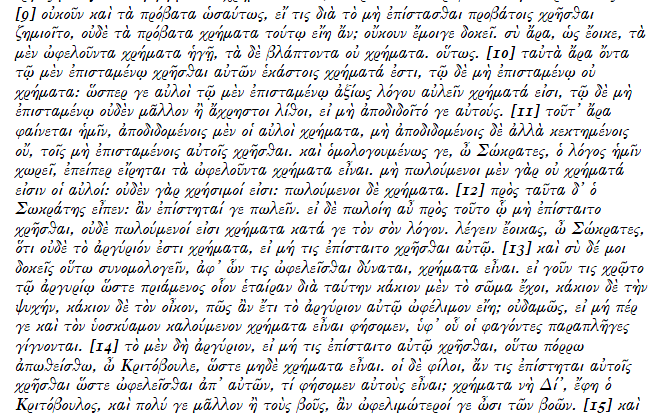 [9] οὐκοῦν καὶ τὰ πρόβατα ὡσαύτως, εἴ τις διὰ τὸ μὴ ἐπίστασθαι προβάτοις χρῆσθαι
ζημιοῖτο, οὐδὲ τὰ πρόβατα χρήματα τούτῳ εἴη ἄν; οὔκουν ἔμοιγε δοκεῖ. σὺ ἄρα, ὡς ἔοικε, τὰ
μὲν ὠφελοῦντα χρήματα ἡγῇ, τὰ δὲ βλάπτοντα οὐ χρήματα. οὕτως. [10] ταὐτὰ ἄρα ὄντα
τῷ μὲν ἐπισταμένῳ χρῆσθαι αὐτῶν ἑκάστοις χρήματά ἐστι, τῷ δὲ μὴ ἐπισταμένῳ οὐ
χρήματα: ὥσπερ γε αὐλοὶ τῷ μὲν ἐπισταμένῳ ἀξίως λόγου αὐλεῖν χρήματά εἰσι, τῷ δὲ μὴ
ἐπισταμένῳ οὐδὲν μᾶλλον ἢ ἄχρηστοι λίθοι, εἰ μὴ ἀποδιδοῖτό γε αὐτούς. [11] τοῦτ' ἄρα
φαίνεται ἡμῖν, ἀποδιδομένοις μὲν οἱ αὐλοὶ χρήματα, μὴ ἀποδιδομένοις δὲ ἀλλὰ κεκτημένοις
οὔ, τοῖς μὴ ἐπισταμένοις αὐτοῖς χρῆσθαι. καὶ ὁμολογουμένως γε, ὦ Σώκρατες, ὁ λόγος ἡμῖν
χωρεῖ, ἐπείπερ εἴρηται τὰ ὠφελοῦντα χρήματα εἶναι. μὴ πωλούμενοι μὲν γὰρ οὐ χρήματά
εἰσιν οἱ αὐλοί: οὐδὲν γὰρ χρήσιμοί εἰσι: πωλούμενοι δὲ χρήματα. [12] πρὸς ταῦτα δ' ὁ
Σωκράτης εἶπεν: ἂν ἐπίστηταί γε πωλεῖν. εἰ δὲ πωλοίη αὖ πρὸς τοῦτο ᾧ μὴ ἐπίσταιτο
χρῆσθαι, οὐδὲ πωλούμενοί εἰσι χρήματα κατά γε τὸν σὸν λόγον. λέγειν ἔοικας, ὦ Σώκρατες,
ὅτι οὐδὲ τὸ ἀργύριόν ἐστι χρήματα, εἰ μή τις ἐπίσταιτο χρῆσθαι αὐτῷ. [13] καὶ σὺ δέ μοι
δοκεῖς οὕτω συνομολογεῖν, ἀφ' ὧν τις ὠφελεῖσθαι δύναται, χρήματα εἶναι. εἰ γοῦν τις χρῷτο
τῷ ἀργυρίῳ ὥστε πριάμενος οἷον ἑταίραν διὰ ταύτην κάκιον μὲν τὸ σῶμα ἔχοι, κάκιον δὲ τὴν
ψυχήν, κάκιον δὲ τὸν οἶκον, πῶς ἂν ἔτι τὸ ἀργύριον αὐτῷ ὠφέλιμον εἴη; οὐδαμῶς, εἰ μή πέρ
γε καὶ τὸν ὑοσκύαμον καλούμενον χρήματα εἶναι φήσομεν, ὑφ' οὗ οἱ φαγόντες παραπλῆγες
γίγνονται. [14] τὸ μὲν δὴ ἀργύριον, εἰ μή τις ἐπίσταιτο αὐτῷ χρῆσθαι, οὕτω πόρρω
ἀπωθείσθω, ὦ Κριτόβουλε, ὥστε μηδὲ χρήματα εἶναι. οἱ δὲ φίλοι, ἄν τις ἐπίστηται αὐτοῖς
χρῆσθαι ὥστε ὠφελεῖσθαι ἀπ' αὐτῶν, τί φήσομεν αὐτοὺς εἶναι; χρήματα νὴ Δί', ἔφη ὁ
Κριτόβουλος, καὶ πολύ γε μᾶλλον ἢ τοὺς βοῦς, ἂν ὠφελιμώτεροί γε ὦσι τῶν βοῶν. [15] καὶ